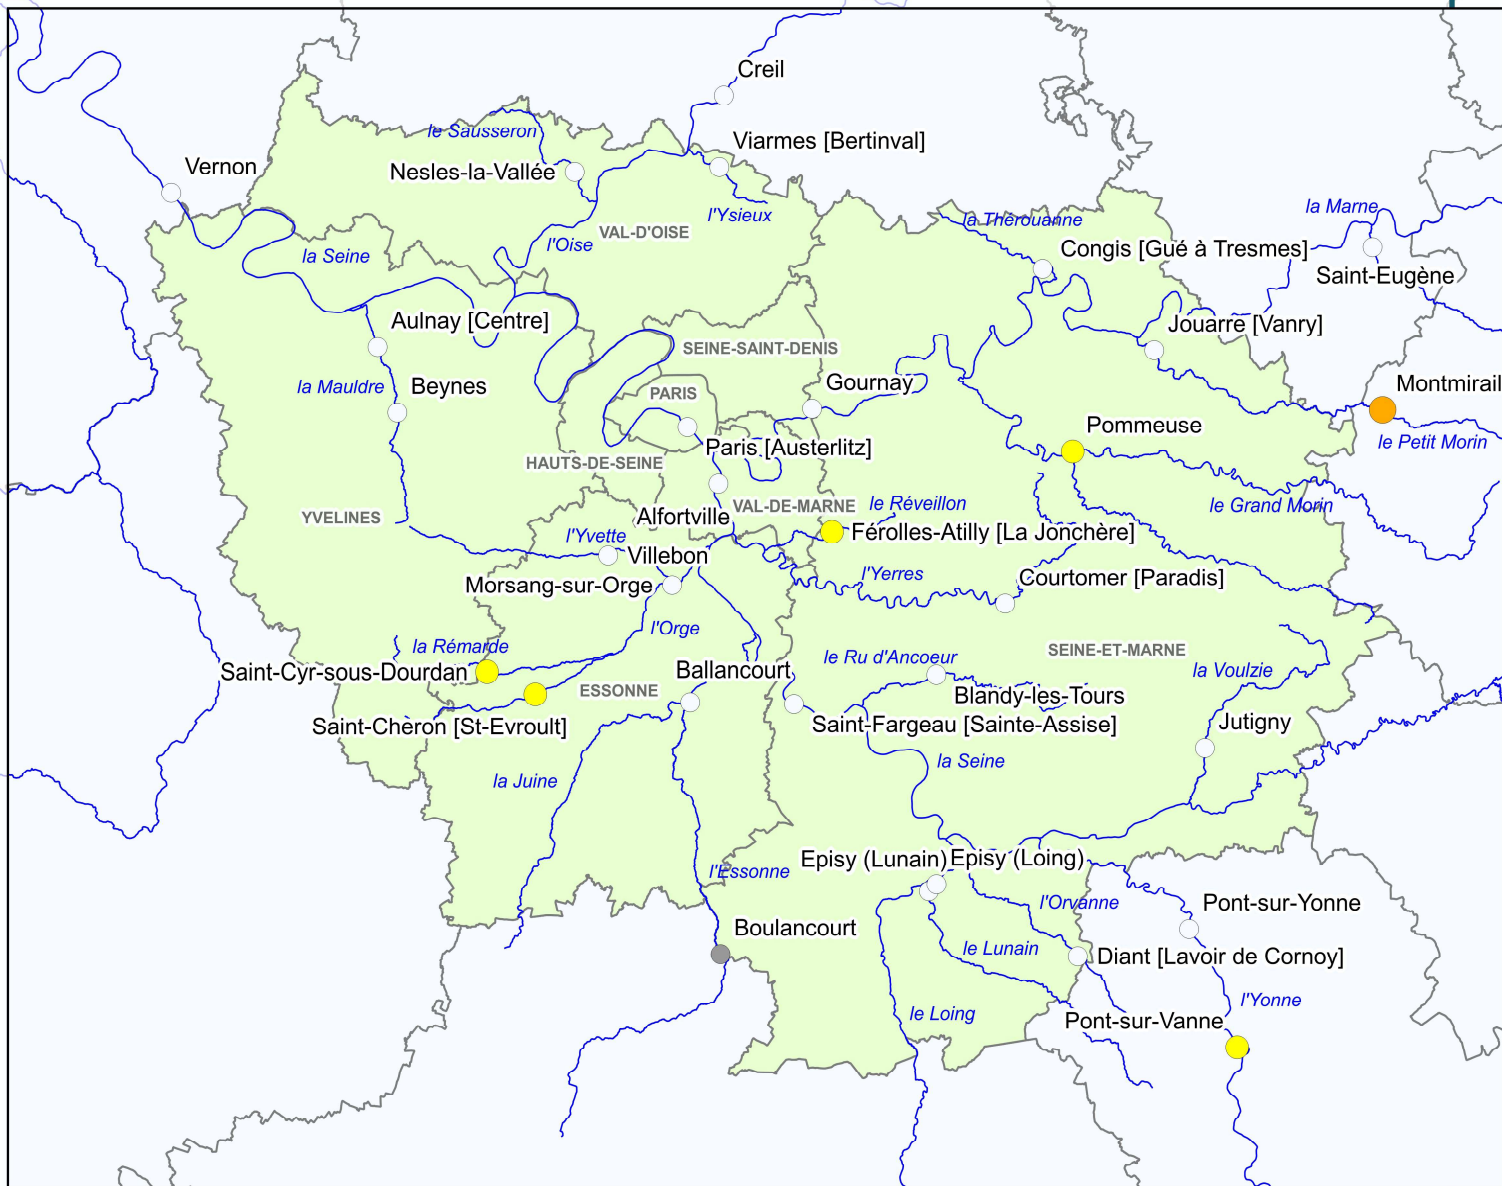 Creil
le Sausseron
Viarmes [Bertinval]
Vernon
Nesles-la-Vallée
la Marne
l'Ysieux
la Thérouanne
VAL-D'OISE
l'Oise
Congis [Gué à Tresmes]
la Seine
Saint-Eugène
Aulnay [Centre]
Jouarre [Vanry]
SEINE-SAINT-DENIS
la Mauldre
Beynes
PARIS
Gournay
Montmirail
Pommeuse
le Petit Morin
Paris [Austerlitz]
HAUTS-DE-SEINE
le Réveillon
VAL-DE-MARNE
le Grand Morin
YVELINES
Alfortville
l'Yvette
Férolles-Atilly [La Jonchère]
Villebon
l'Yerres
Courtomer [Paradis]
Morsang-sur-Orge
l'Orge
la Rémarde
SEINE-ET-MARNE
le Ru d'Ancoeur
Saint-Cyr-sous-Dourdan
Ballancourt
la Voulzie
ESSONNE
Blandy-les-Tours
Saint-Cheron [St-Evroult]
Saint-Fargeau [Sainte-Assise]
Jutigny
la Seine
la Juine
Episy (Lunain)
Episy (Loing)
l'Essonne
l'Orvanne
Pont-sur-Yonne
Boulancourt
le Lunain
Diant [Lavoir de Cornoy]
l'Yonne
le Loing
Pont-sur-Vanne